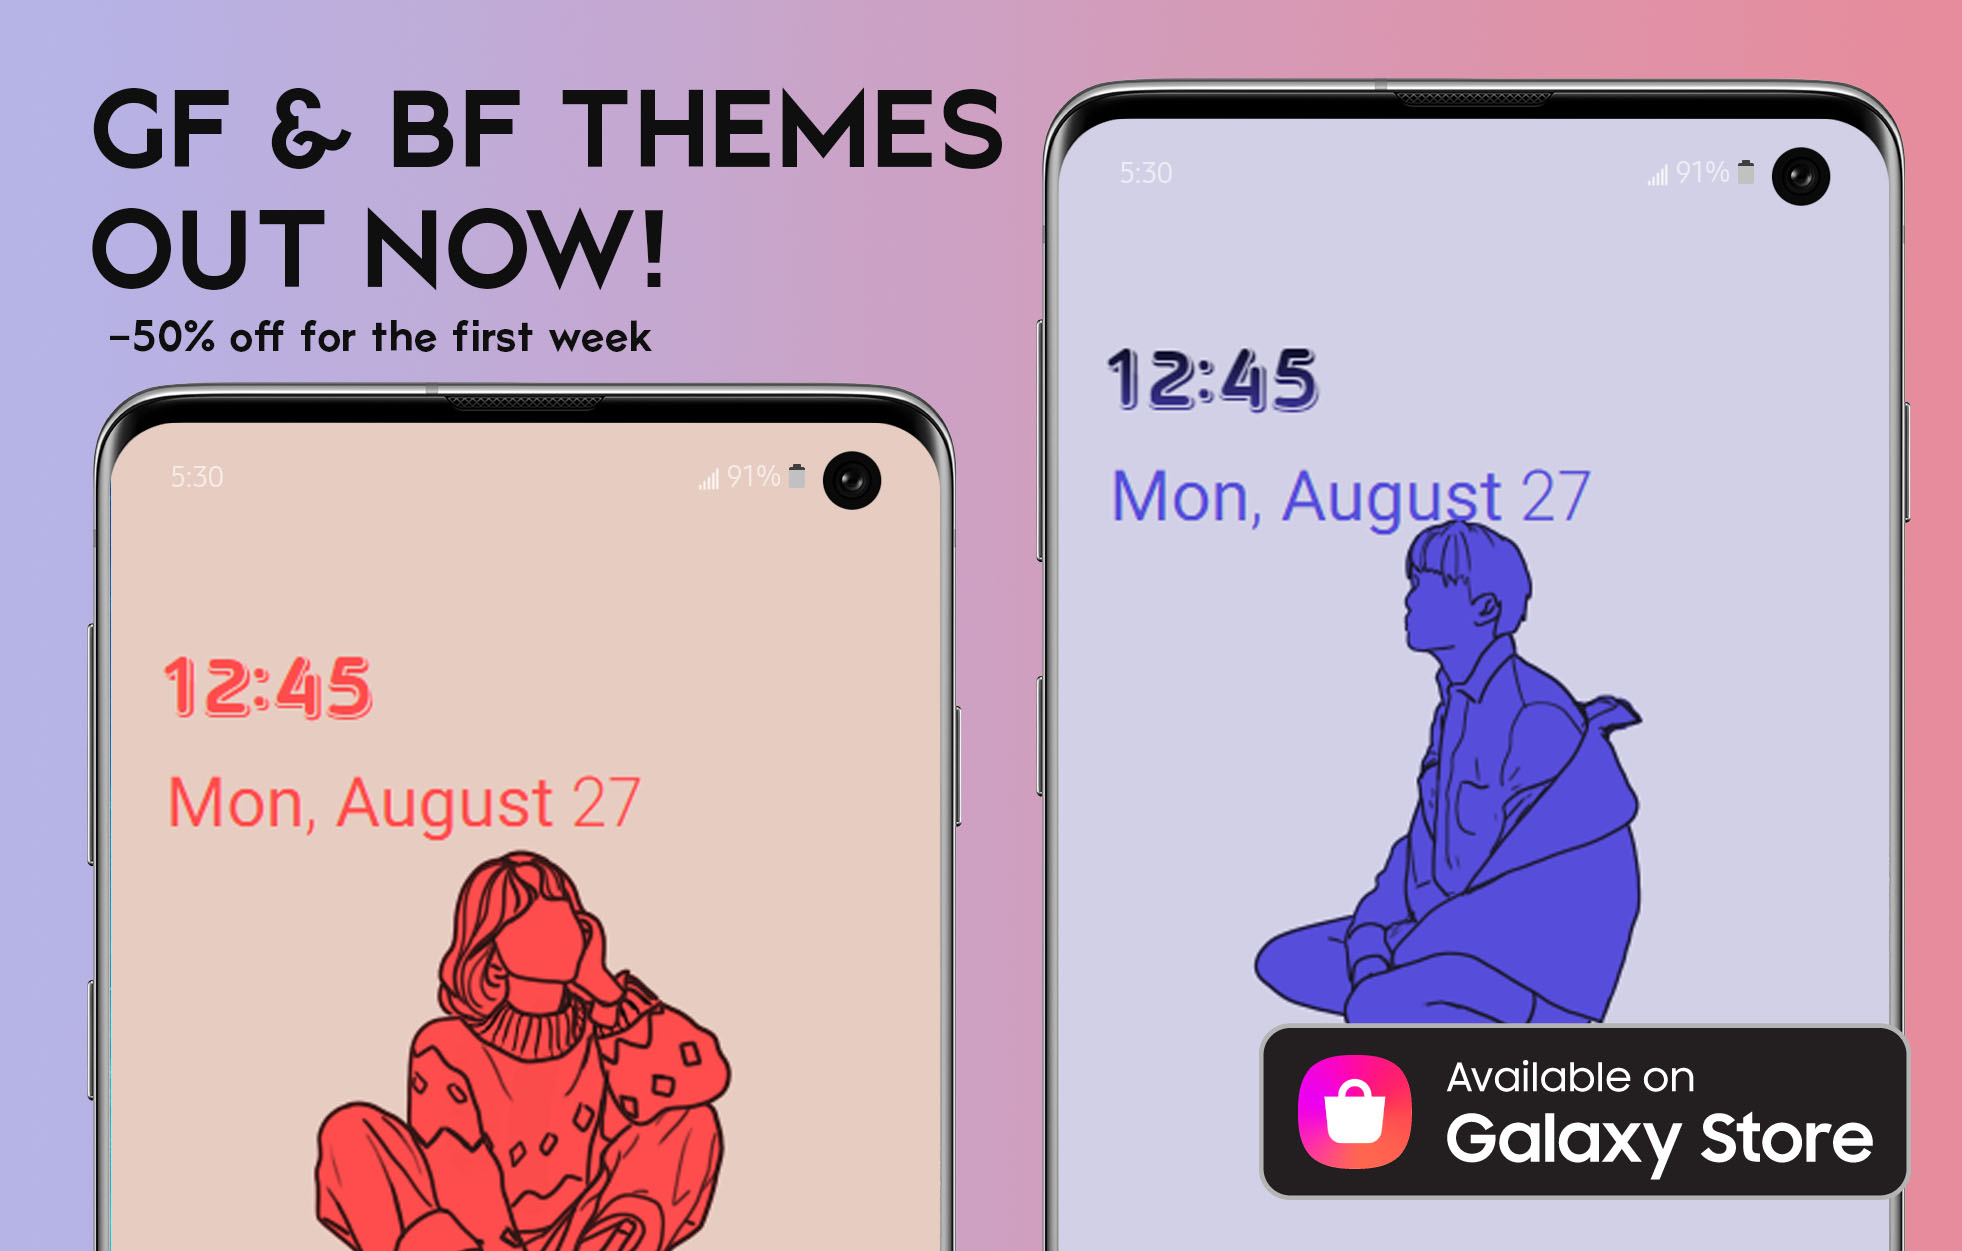 GF & BF THEMES
OUT NOW!
-50% off for the first week
5:30
91%
12:45
Mon, August 27
5:30
91%
12:45
Mon, August 27
Available on
Galaxy Store